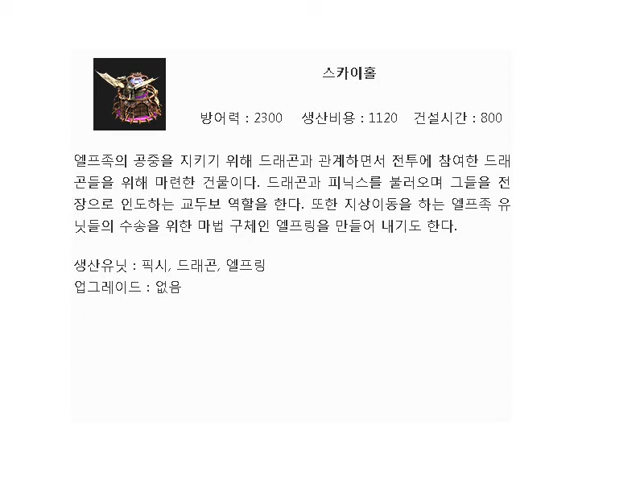 스카이홀
방어력 : 2300 생산비용 : 1120 건설시간 : 800
엘프족의 공중을 지키기 위해 드래곤과 관계하면서 전투에 참여한 드래
곤들을 위해 마련한 건물이다. 드래곤과 피닉스를 불러오며 그들을 전
장으로 인도하는 교두보 역할을 한다. 또한 지상이동을 하는 엘프족 유
닛들의 수송을 위한 마법 구체인 엘프링을 만들어 내기도 한다.
생산유닛 : 픽시, 드래곤, 엘프링
업그레이드 : 없음